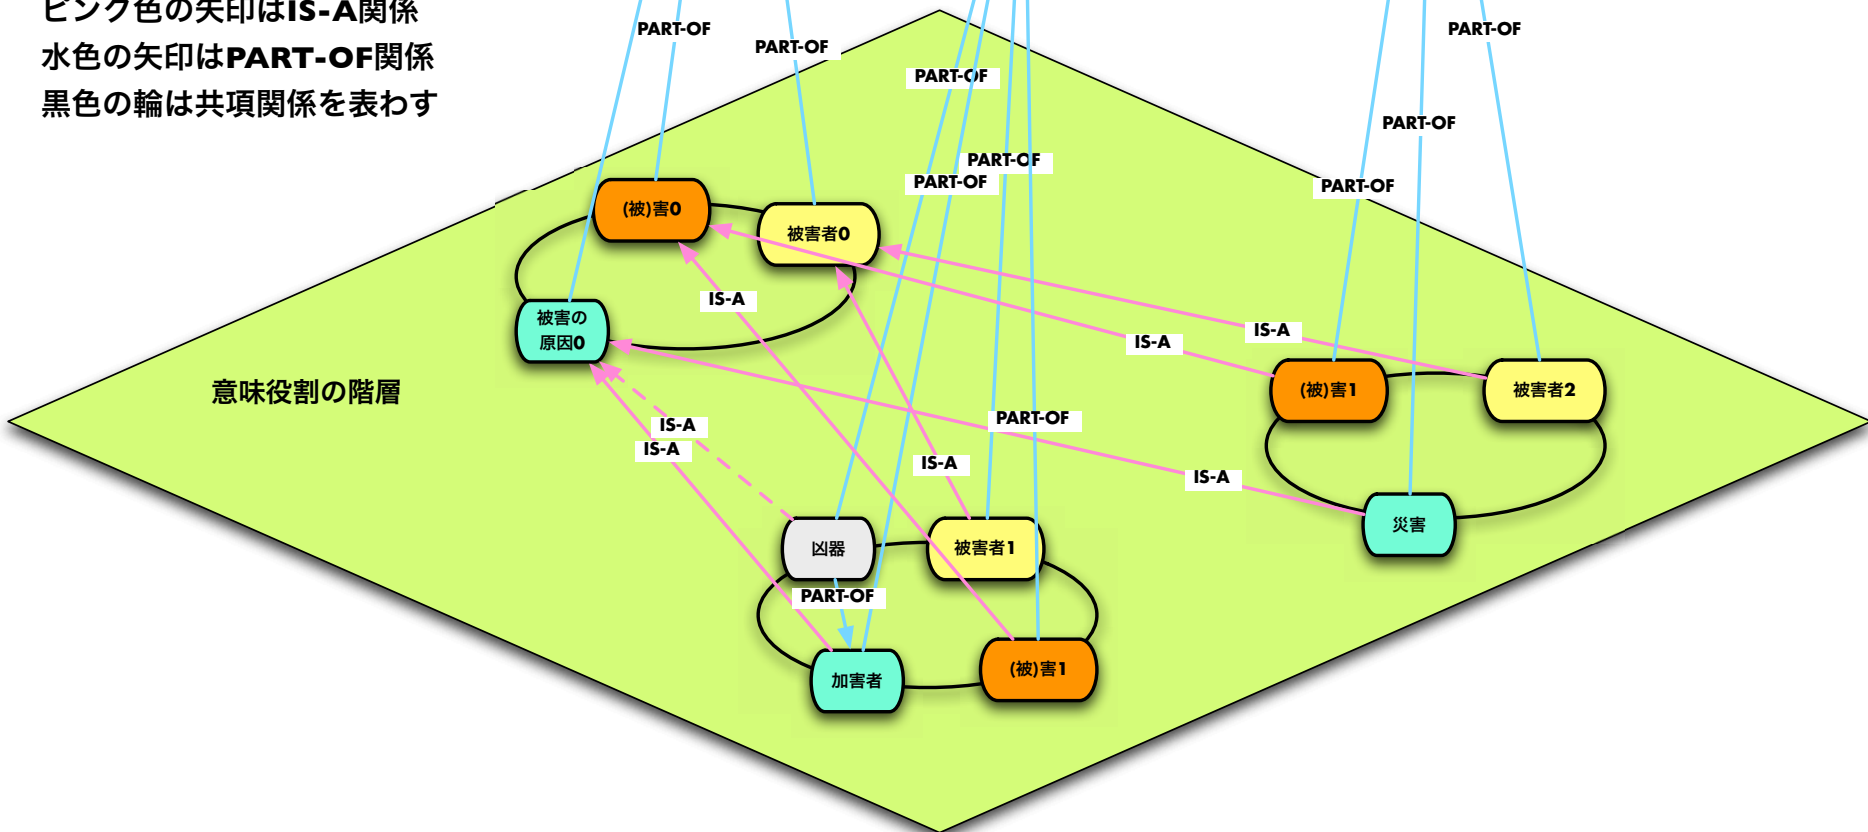 ピンク色の矢印はIS-A関係
水色の矢印はPART-OF関係
黒色の輪は共項関係を表わす
PART-OF
PART-OF
PART-OF
PART-OF
PART-OF
PART-OF
PART-OF
PART-OF
(被)害0
被害者0
IS-A
被害の
原因0
IS-A
IS-A
意味役割の階層
(被)害1
被害者2
PART-OF
IS-A
IS-A
IS-A
IS-A
災害
凶器
被害者1
PART-OF
加害者
(被)害1